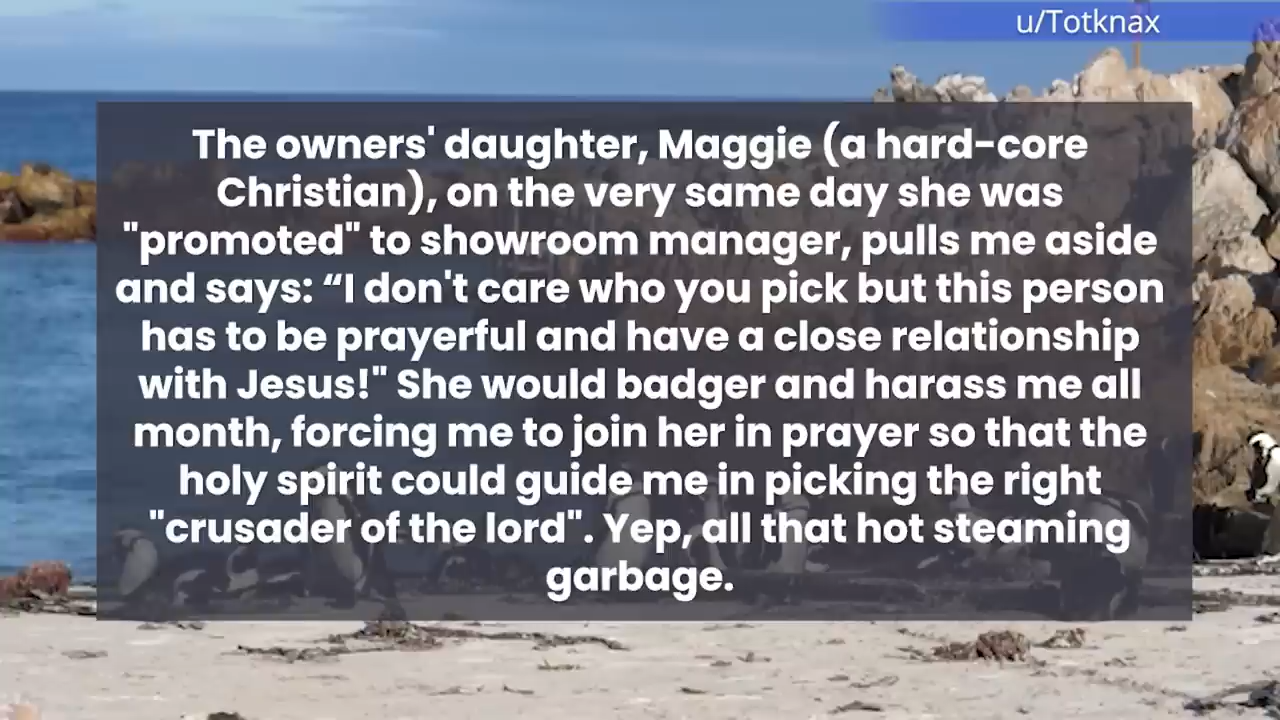 u/Totknax
The owners' daughter, Maggie (a hard-core
Christian), on the very same day she was
"promoted" to showroom manager, pulls me aside
and says: “I don't care who you pick but this person
has to be prayerful and have a close relationship
with Jesus!" She would badger and harass me all
month, forcing me to join her in prayer so that the
holy spirit could guide me in picking the right
"crusader of the lord". Yep, all that hot steaming
garbage.